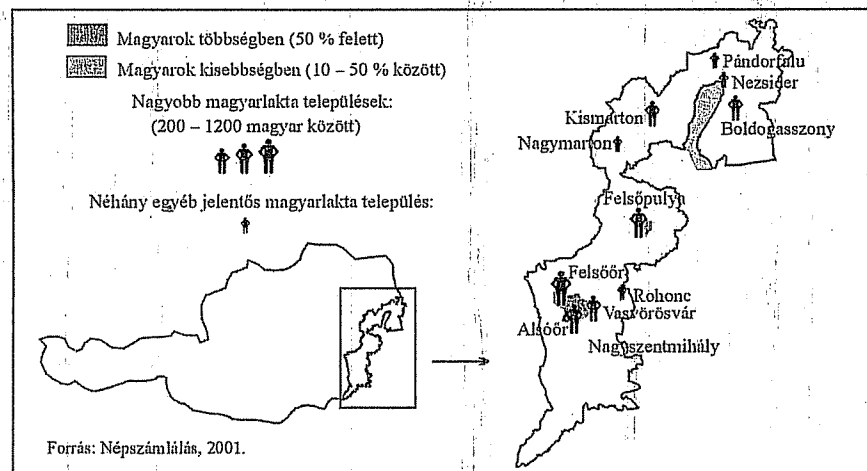 Magyarok többségben (50 % felett)
Magyarok kisebbségben (10 – 50 % között)
Nagyobb magyarlakta települések:
(200 – 1200 magyar között)
Néhány egyéb jelentős magyarlakta település:
Forrás: Népszámlálás, 2001.
Pándorfalu
Nezsider
Kismarton
Boldogasszony
Nagymarton
Felsőpulya
Felsőőr
Rohonc
Vasvörösvár
Alsóőr
Nagyszentmihály